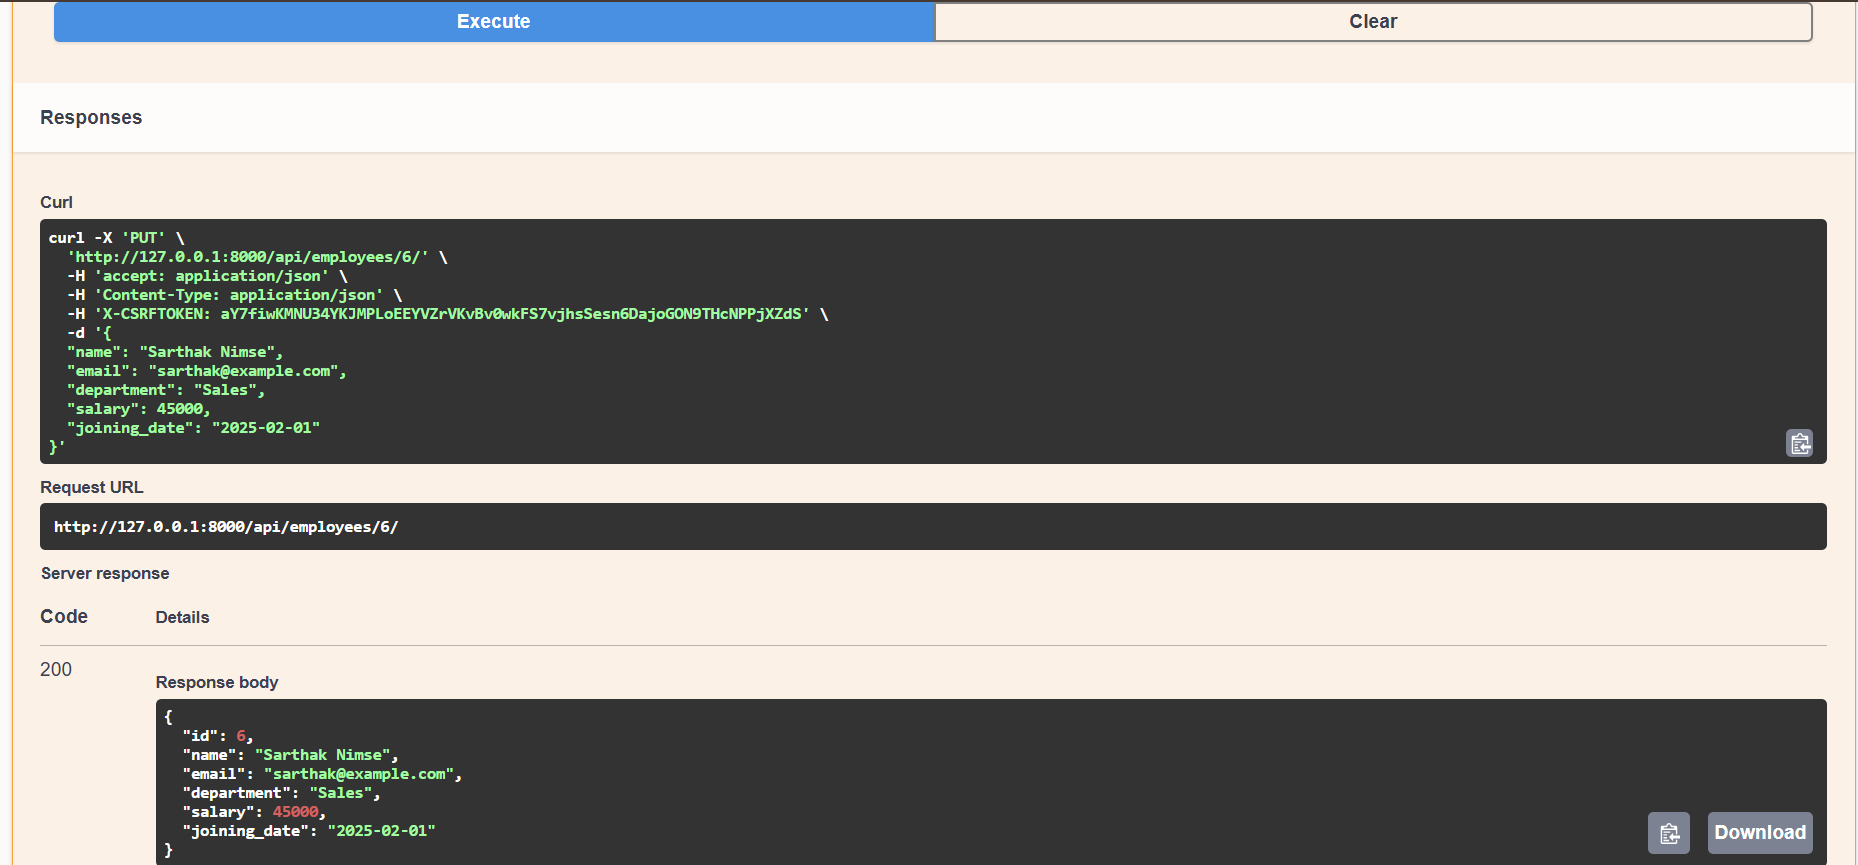 Execute
Clear
Responses
Curl
curl -X 'PUT' \
  'http://127.0.0.1:8000/api/employees/6/' \
  -H 'accept: application/json' \
  -H 'Content-Type: application/json' \
  -H 'X-CSRFTOKEN: aY7fiwKMNU34YKJMPLoEEYVZrVKvBv0wkFS7vjhsSesn6DajoGON9THcNPPjXZdS' \
  -d '{
  "name": "Sarthak Nimse",
  "email": "sarthak@example.com",
  "department": "Sales",
  "salary": 45000,
  "joining_date": "2025-02-01"
}'
Request URL
http://127.0.0.1:8000/api/employees/6/
Server response
Code Details
200
Response body
{
  "id": 6,
  "name": "Sarthak Nimse",
  "email": "sarthak@example.com",
  "department": "Sales",
  "salary": 45000,
  "joining_date": "2025-02-01"
}
Download